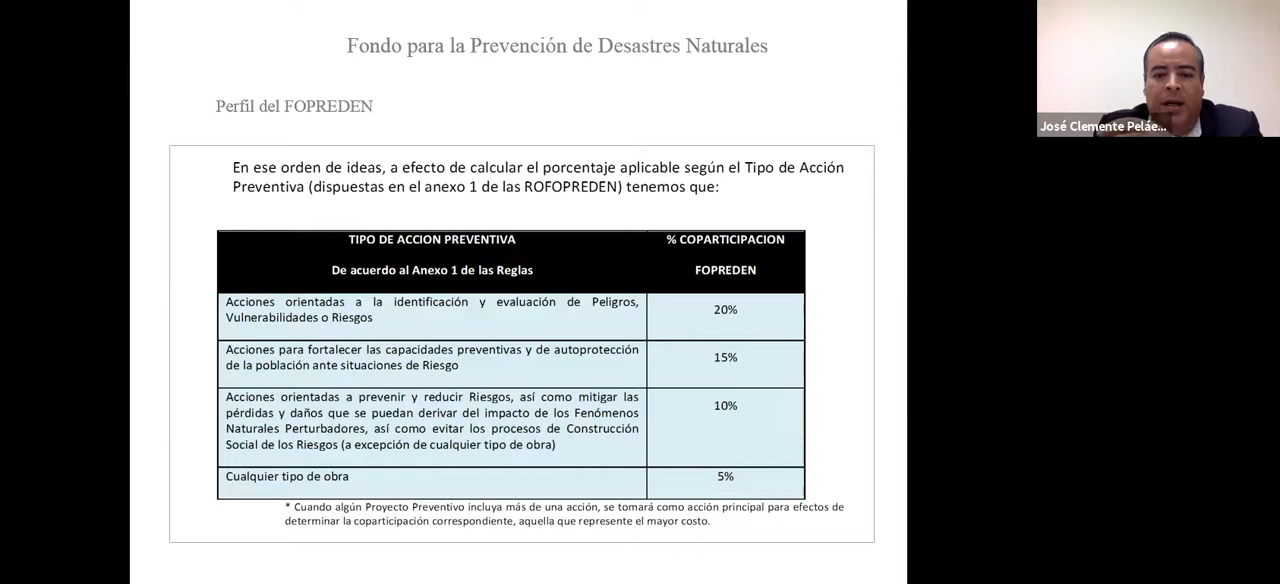 Fondo para la Prevención de Desastres Naturales
José Clemente Peláe...
Perfil del FOPREDEN
En ese orden de ideas, a efecto de calcular el porcentaje aplicable según el Tipo de Acción
Preventiva (dispuestas en el anexo 1 de las ROFOPREDEN) tenemos que:
TIPO DE ACCION PREVENTIVA
De acuerdo al Anexo 1 de las Reglas
% COPARTICIPACION
FOPREDEN
Acciones orientadas a la identificación y evaluación de Peligros,
Vulnerabilidades o Riesgos
20%
Acciones para fortalecer las capacidades preventivas y de autoprotección
de la población ante situaciones de Riesgo
15%
Acciones orientadas a prevenir y reducir Riesgos, así como mitigar las
pérdidas y daños que se puedan derivar del impacto de los Fenómenos
Naturales Perturbadores, así como evitar los procesos de Construcción
Social de los Riesgos (a excepción de cualquier tipo de obra)
10%
Cualquier tipo de obra
5%
* Cuando algún Proyecto Preventivo incluya más de una acción, se tomará como acción principal para efectos de
determinar la coparticipación correspondiente, aquella que represente el mayor costo.